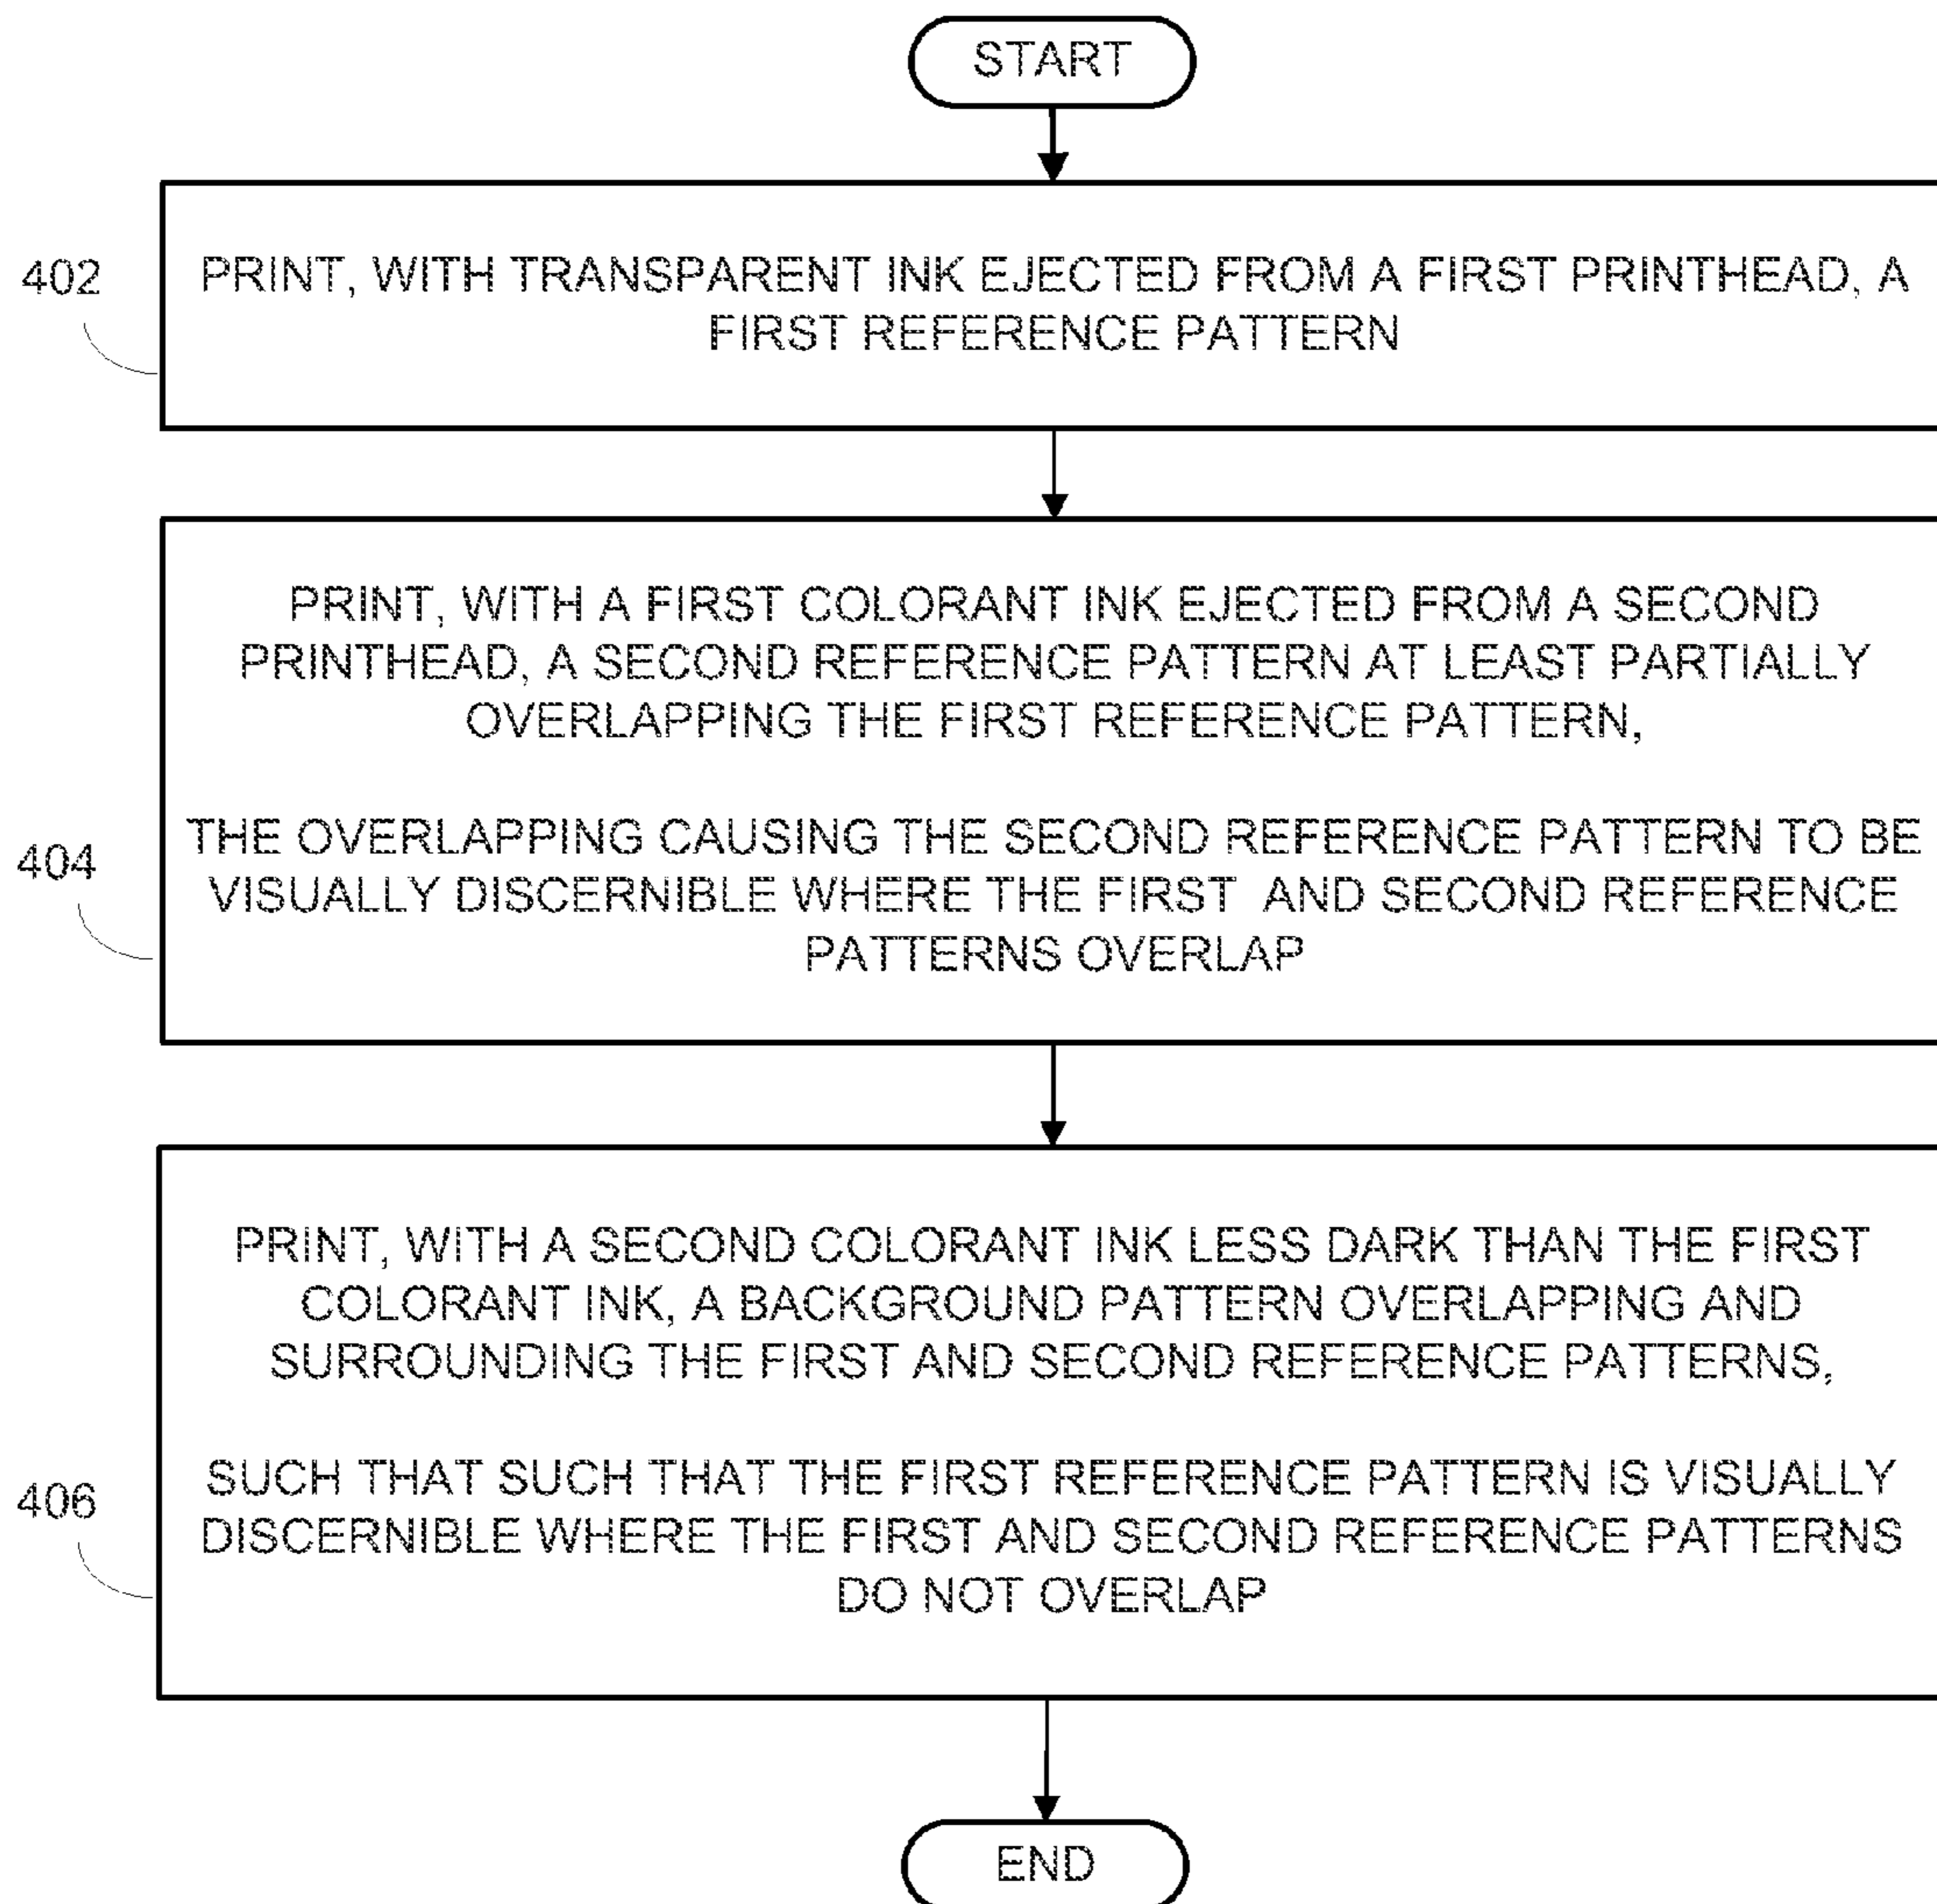 START
402
PRINT, WITH TRANSPARENT INK EJECTED FROM A FIRST PRINTHEAD, A
FIRST REFERENCE PATTERN
PRINT, WITH A FIRST COLORANT INK EJECTED FROM A SECOND
PRINTHEAD, A SECOND REFERENCE PATTERN AT LEAST PARTIALLY
OVERLAPPING THE FIRST REFERENCE PATTERN,
404
THE OVERLAPPING CAUSING THE SECOND REFERENCE PATTERN TO BE
VISUALLY DISCERNIBLE WHERE THE FIRST AND SECOND REFERENCE
PATTERNS OVERLAP
PRINT, WITH A SECOND COLORANT INK LESS DARK THAN THE FIRST
COLORANT INK, A BACKGROUND PATTERN OVERLAPPING AND
SURROUNDING THE FIRST AND SECOND REFERENCE PATTERNS,
406
SUCH THAT SUCH THAT THE FIRST REFERENCE PATTERN IS VISUALLY
DISCERNIBLE WHERE THE FIRST AND SECOND REFERENCE PATTERNS
DO NOT OVERLAP
END